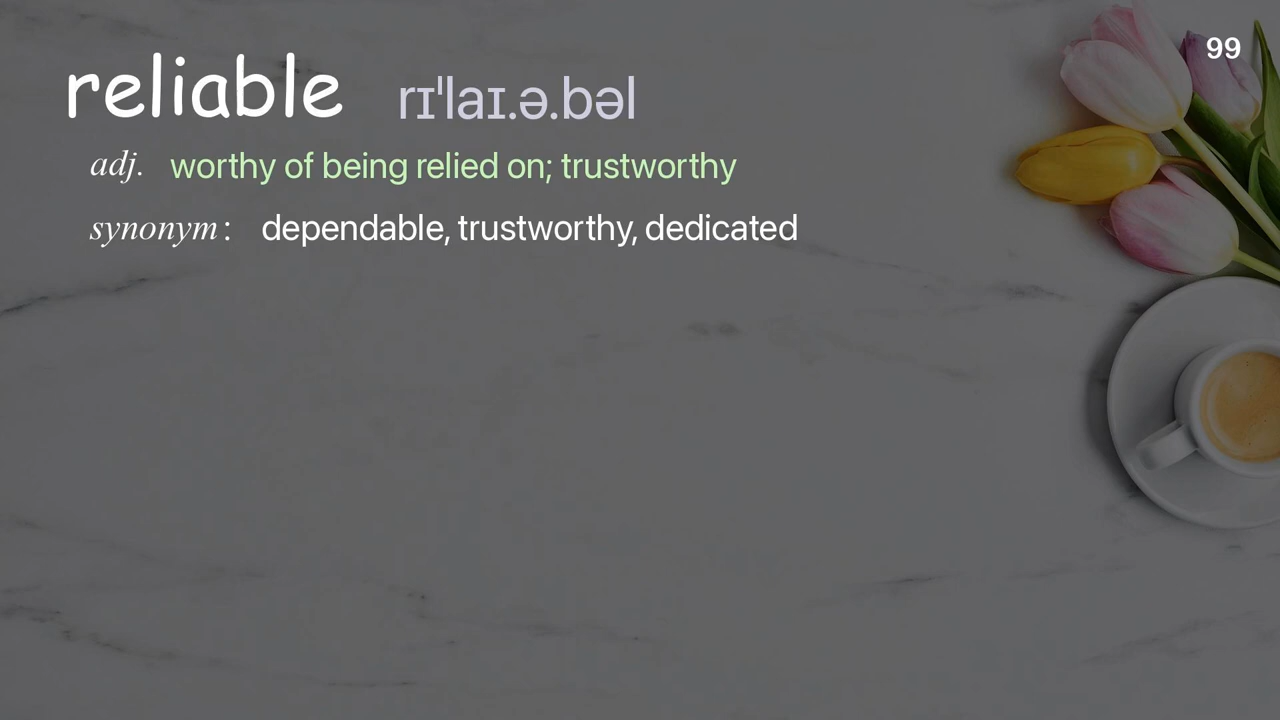 99
reliable rɪˈlaɪ.ə.bəl
adj. worthy of being relied on; trustworthy
synonym: dependable, trustworthy, dedicated